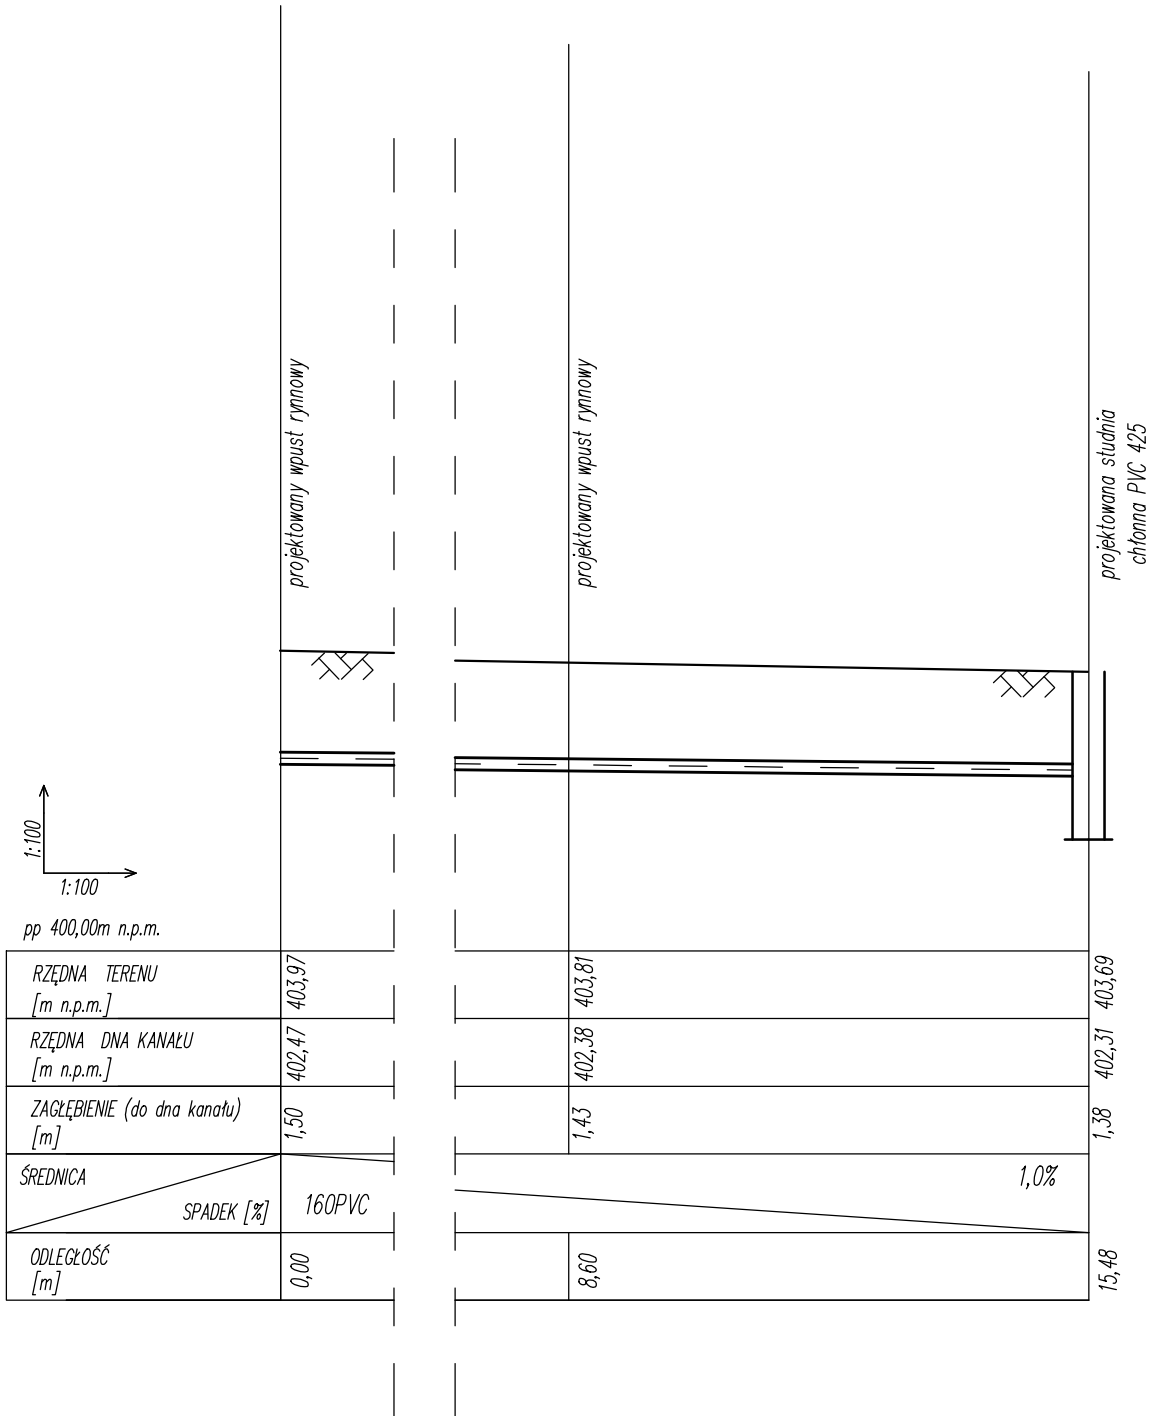 projektowany wpust rynnowy
projektowany wpust rynnowy
projektowana studnia
chłonna PVC 425
1:100
1:100
pp 400,00m n.p.m.
RZĘDNA TERENU
[m n.p.m.]
403,97
403,81
403,69
RZĘDNA DNA KANAŁU
[m n.p.m.]
402,47
402,38
402,31
ZAGŁĘBIENIE (do dna kanału)
[m]
1,50
1,43
1,38
ŚREDNICA
SPADEK [%]
160PVC
1,0%
ODLEGŁOŚĆ
[m]
0,00
8,60
15,48